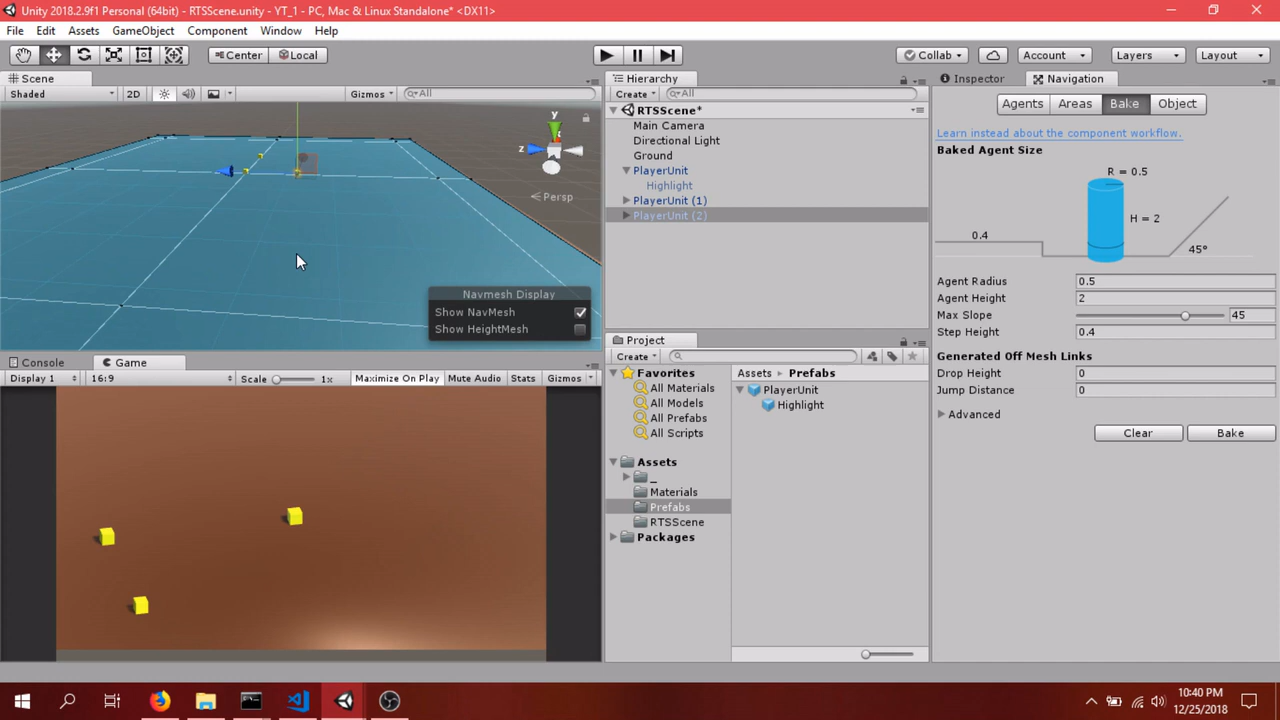 Unity 2018.2.9f1 Personal (64bit) - RTSScene.unity - YT_1 - PC, Mac & Linux Standalone* <DX11>
File Edit Assets GameObject Component Window Help
Center Local Collab Account Layers Layout
Scene
Shaded 2D Gizmos All
y
x
z
Persp
Navmesh Display
Show NavMesh
Show HeightMesh
Console Game
Display 1 16:9 Scale 1x Maximize On Play Mute Audio Stats Gizmos
Hierarchy
Create All
RTSScene*
Main Camera
Directional Light
Ground
PlayerUnit
Highlight
PlayerUnit (1)
PlayerUnit (2)
Project
Create
Favorites
All Materials
All Models
All Prefabs
All Scripts
Assets
_
Materials
Prefabs
RTSScene
Packages
Assets Prefabs
PlayerUnit
Highlight
Inspector Navigation
Agents Areas Bake Object
Learn instead about the component workflow.
Baked Agent Size
R = 0.5
H = 2
0.4
45°
Agent Radius 0.5
Agent Height 2
Max Slope 45
Step Height 0.4
Generated Off Mesh Links
Drop Height 0
Jump Distance 0
Advanced
Clear Bake
10:40 PM
12/25/2018